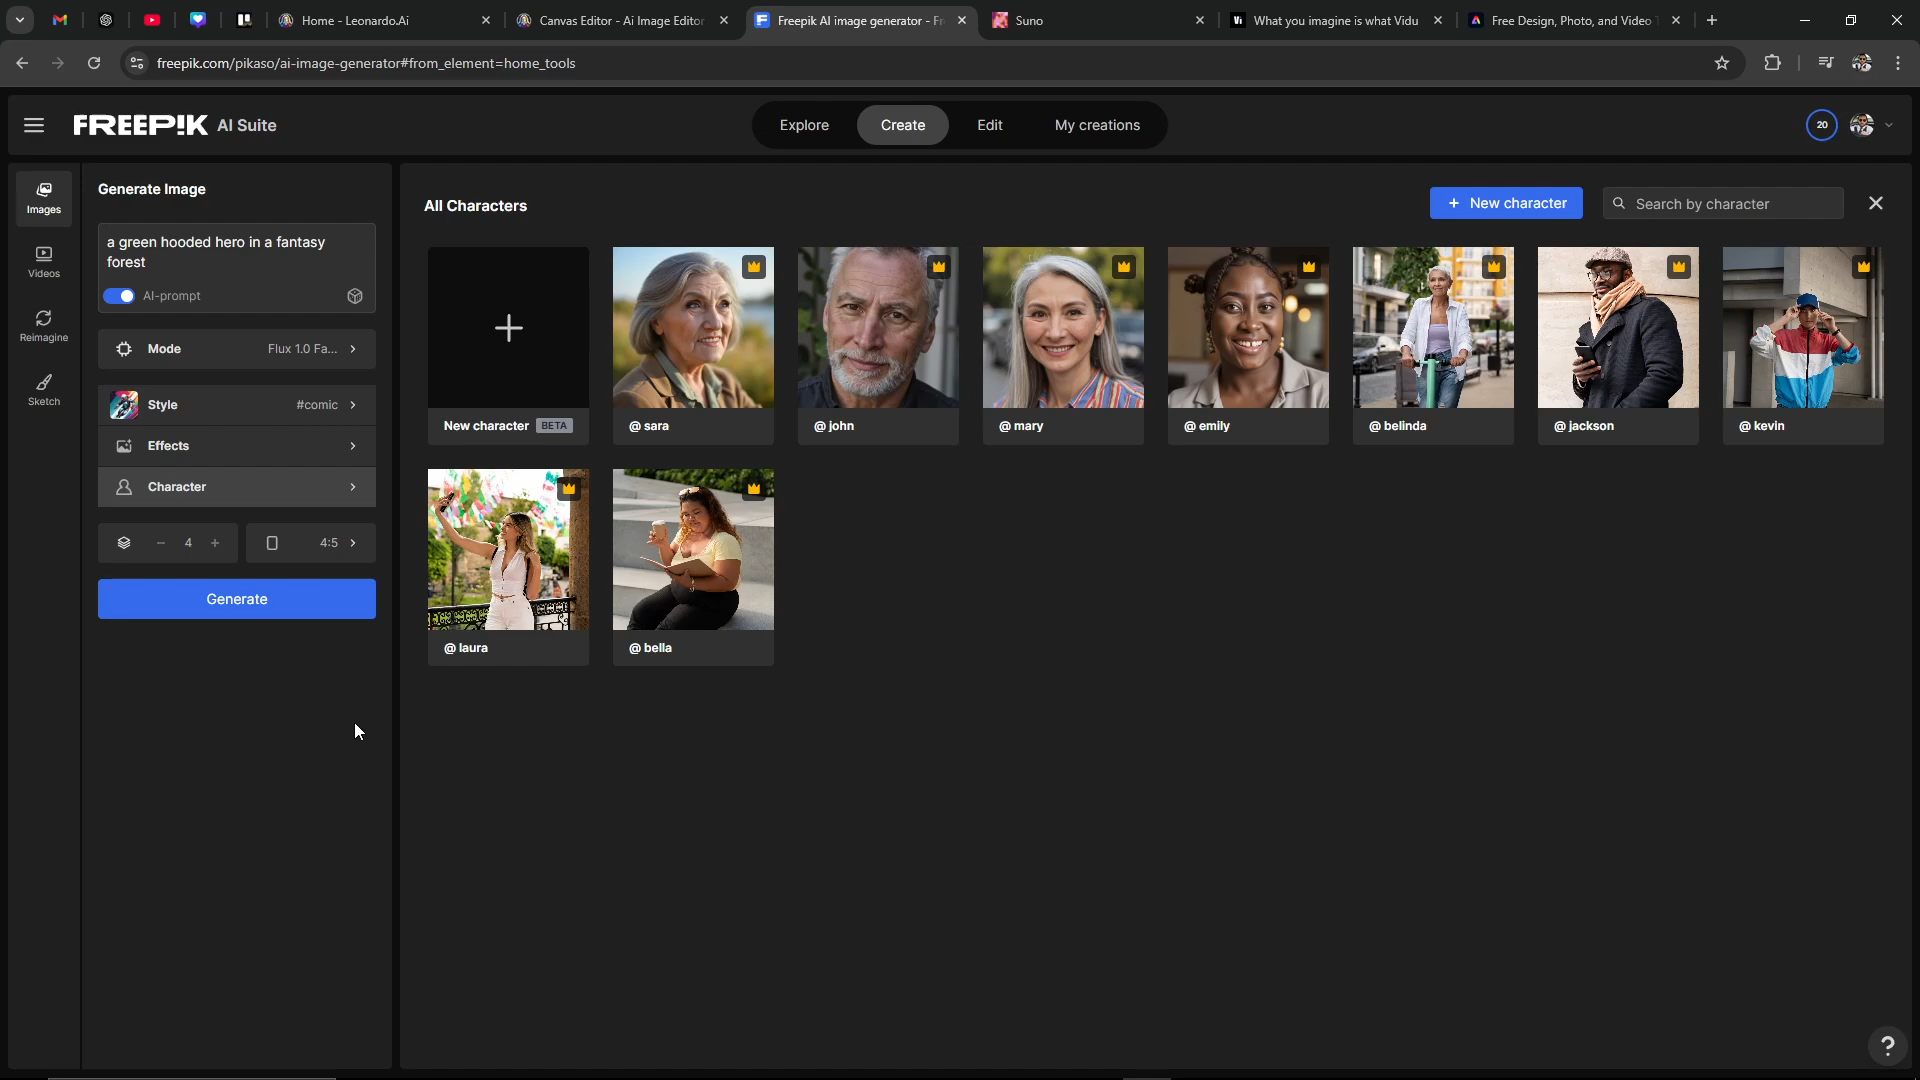 Home - Leonardo.Ai
Canvas Editor - Ai Image Editor
Freepik AI image generator - Fr
Suno
What you imagine is what Vidu
Free Design, Photo, and Video T
freepik.com/pikaso/ai-image-generator#from_element=home_tools
FREEP!K AI Suite
Explore
Create
Edit
My creations
20
Images
Videos
Reimagine
Sketch
Generate Image
a green hooded hero in a fantasy
forest
AI-prompt
Mode Flux 1.0 Fa...
Style #comic
Effects
Character
4
4:5
Generate
All Characters
+ New character
Search by character
New character BETA
@ sara
@ john
@ mary
@ emily
@ belinda
@ jackson
@ kevin
@ laura
@ bella
?